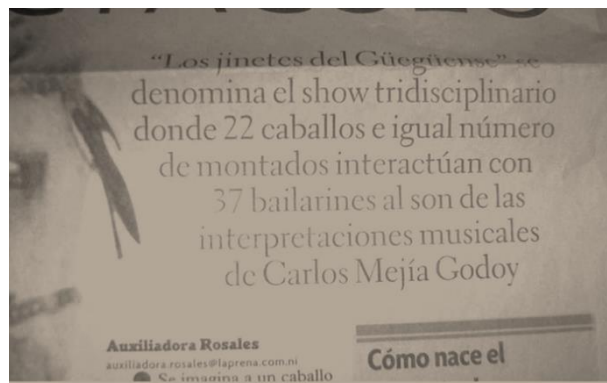 “Los jinetes del Güegüense” se
denomina el show tridisciplinario
donde 22 caballos e igual número
de montados interactúan con
37 bailarines al son de las
interpretaciones musicales
de Carlos Mejía Godoy
Auxiliadora Rosales
auxiliadora.rosales@laprena.com.ni
Se imagina a un caballo
Cómo nace el